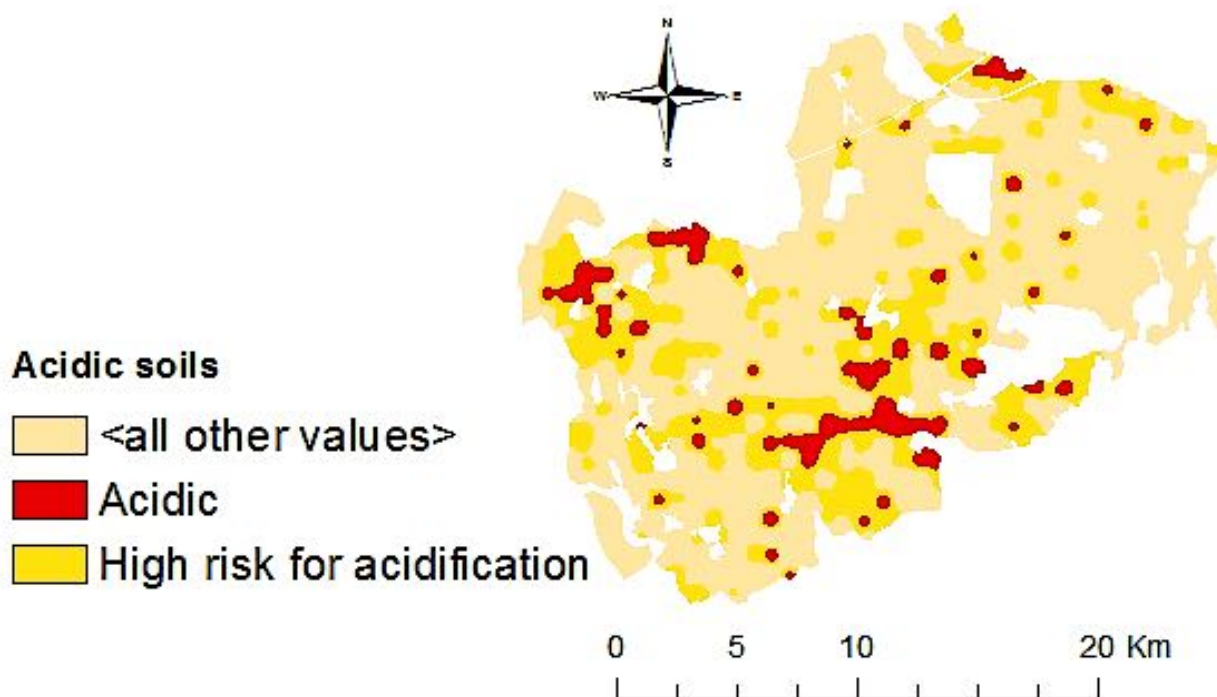 N
W E
S
Acidic soils
<all other values>
Acidic
High risk for acidification
0 5 10 20 Km